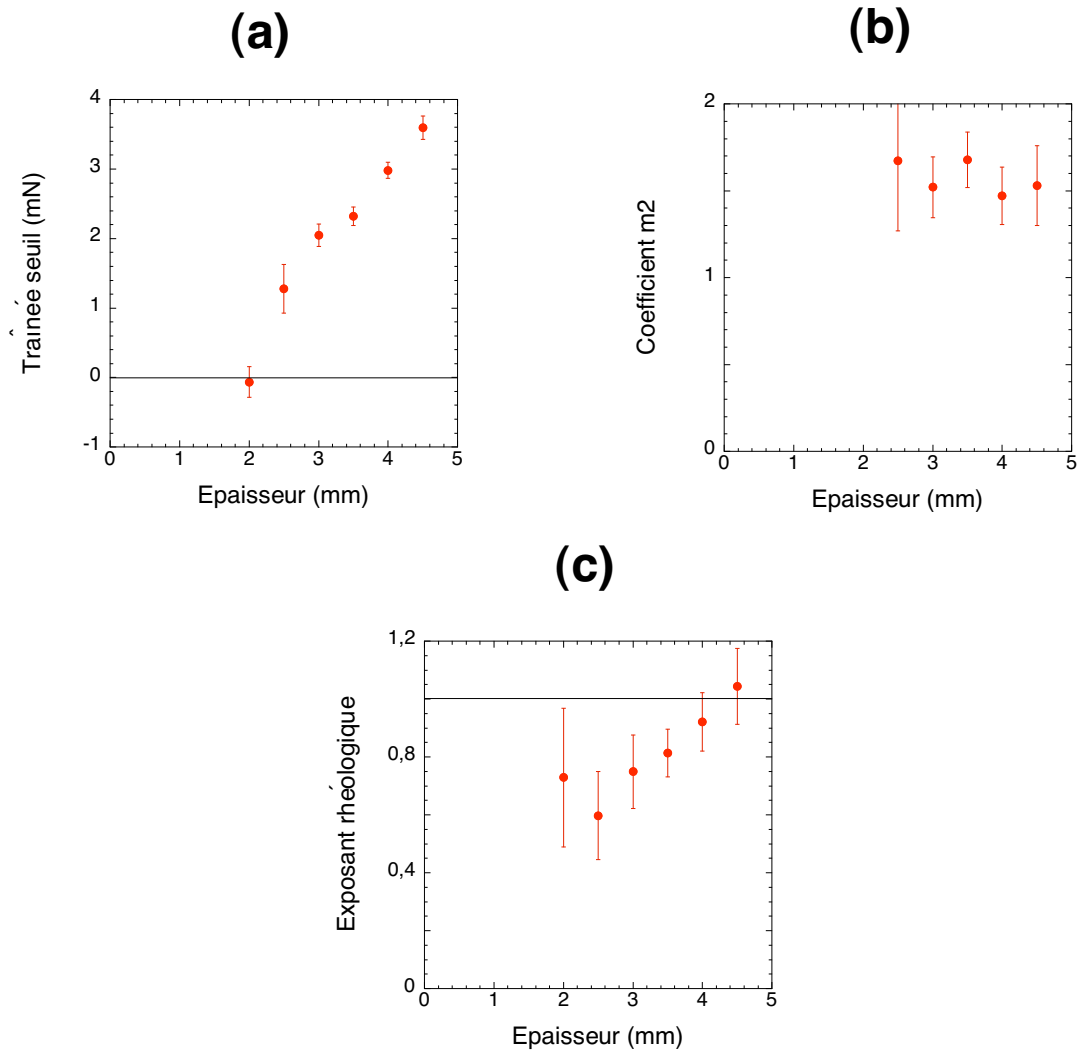 (a)
(b)
4
3
2
1
0
-1
0 1 2 3 4 5
Traînée seuil (mN)
Epaisseur (mm)
2
1
0
0 1 2 3 4 5
Coefficient m2
Epaisseur (mm)
(c)
1,2
0,8
0,4
0
0 1 2 3 4 5
Exposant rhéologique
Epaisseur (mm)